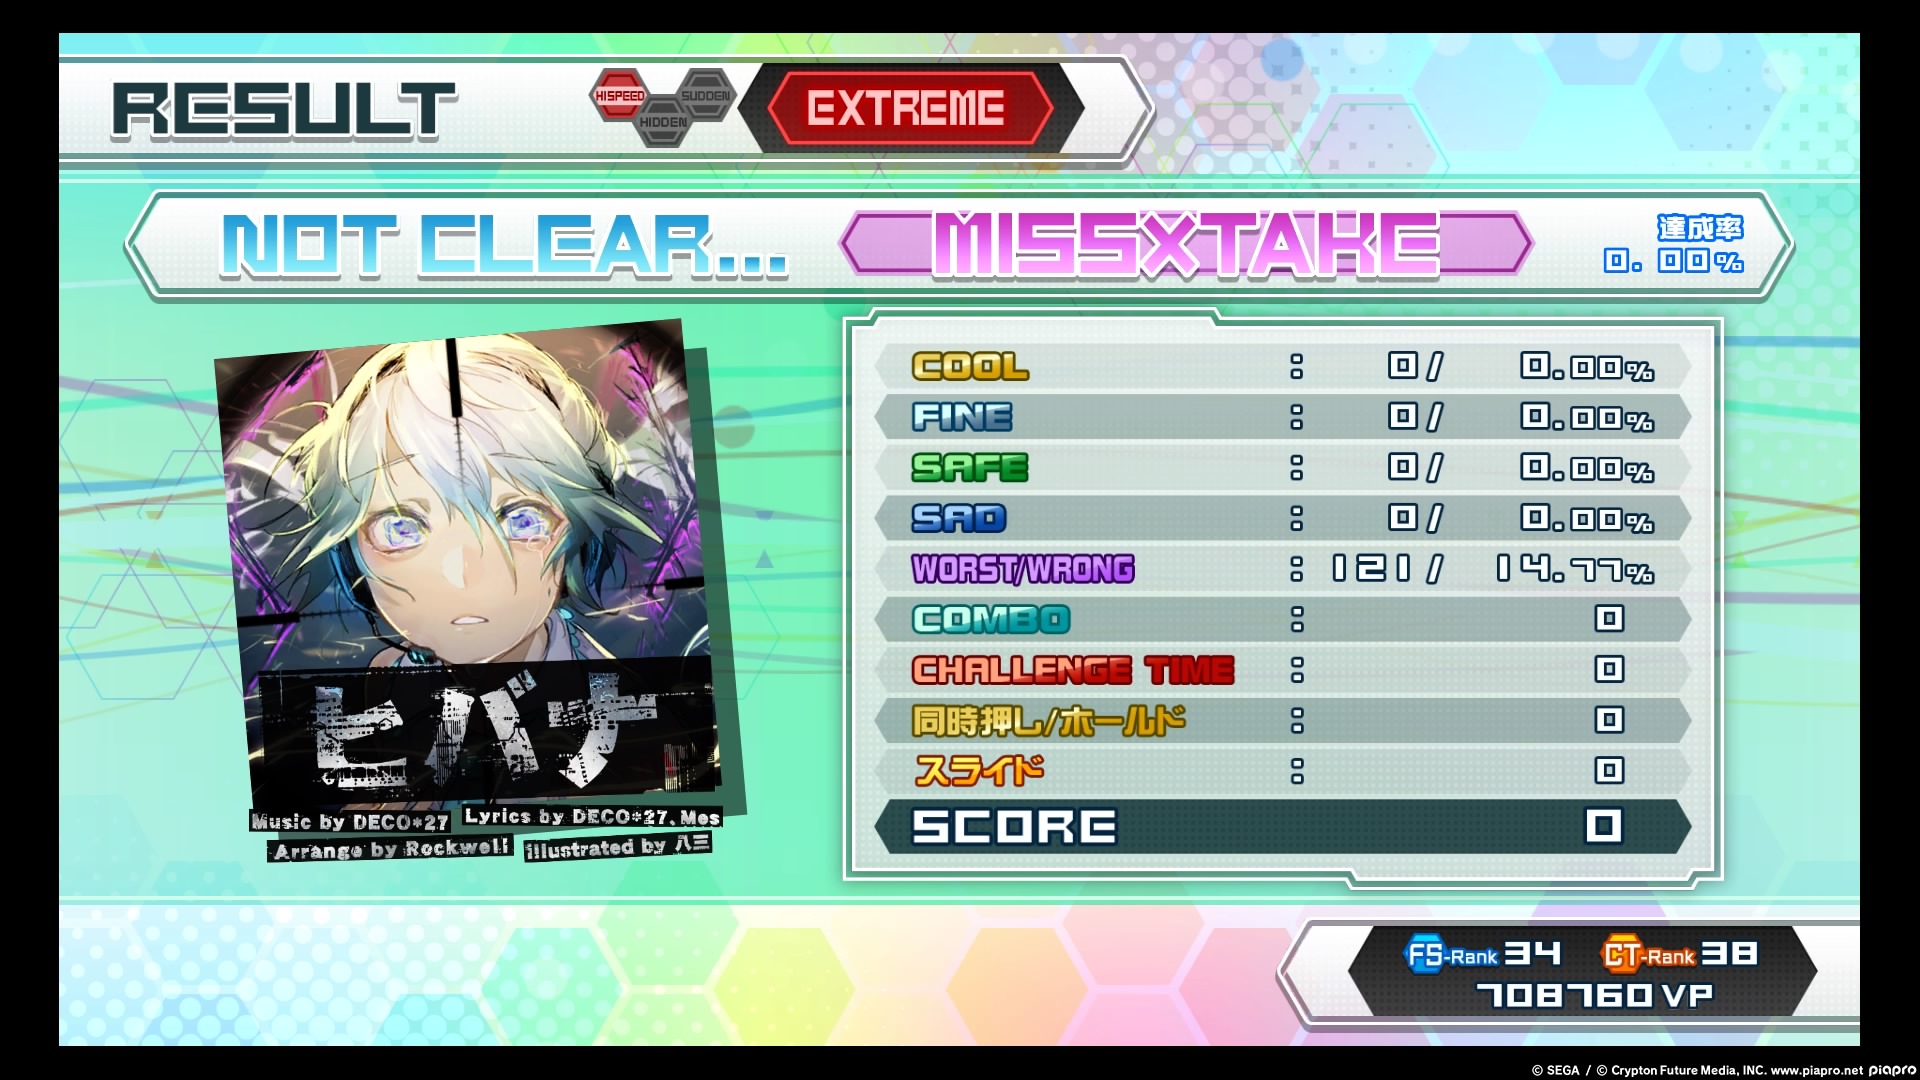 RESULT
HISPEED
SUDDEN
HIDDEN
EXTREME
NOT CLEAR...
MISS×TAKE
達成率
0.00%
ヒバナ
Music by DECO*27
Lyrics by DECO*27, Mes
Arrange by Rockwell
illustrated by 八三
COOL : 0/ 0.00%
FINE : 0/ 0.00%
SAFE : 0/ 0.00%
SAD : 0/ 0.00%
WORST/WRONG : 121/ 14.77%
COMBO : 0
CHALLENGE TIME : 0
同時押し/ホールド : 0
スライド : 0
SCORE 0
FS-Rank 34 CT-Rank 38
708760 VP
© SEGA / © Crypton Future Media, INC. www.piapro.net piapro